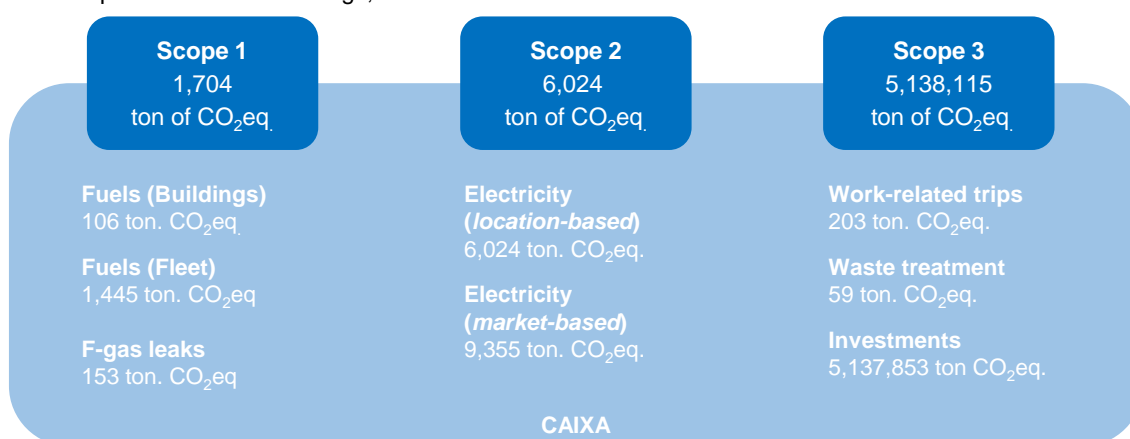 Scope 1
1,704
ton of CO₂eq.
Scope 2
6,024
ton of CO₂eq.
Scope 3
5,138,115
ton of CO₂eq.
Fuels (Buildings)
106 ton. CO₂eq.
Fuels (Fleet)
1,445 ton. CO₂eq
F-gas leaks
153 ton. CO₂eq
Electricity
(location-based)
6,024 ton. CO₂eq.
Electricity
(market-based)
9,355 ton. CO₂eq.
Work-related trips
203 ton. CO₂eq.
Waste treatment
59 ton. CO₂eq.
Investments
5,137,853 ton CO₂eq.
CAIXA